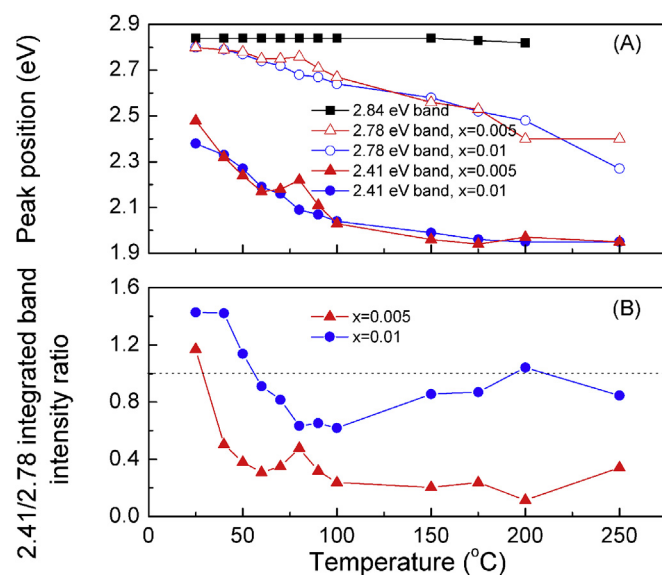 Peak position (eV)
2.9
2.7
2.5
2.3
2.1
1.9
(A)
2.84 eV band
2.78 eV band, x=0.005
2.78 eV band, x=0.01
2.41 eV band, x=0.005
2.41 eV band, x=0.01
2.41/2.78 integrated band
intensity ratio
1.6
1.2
0.8
0.4
0.0
(B)
x=0.005
x=0.01
0
50
100
150
200
250
Temperature (°C)